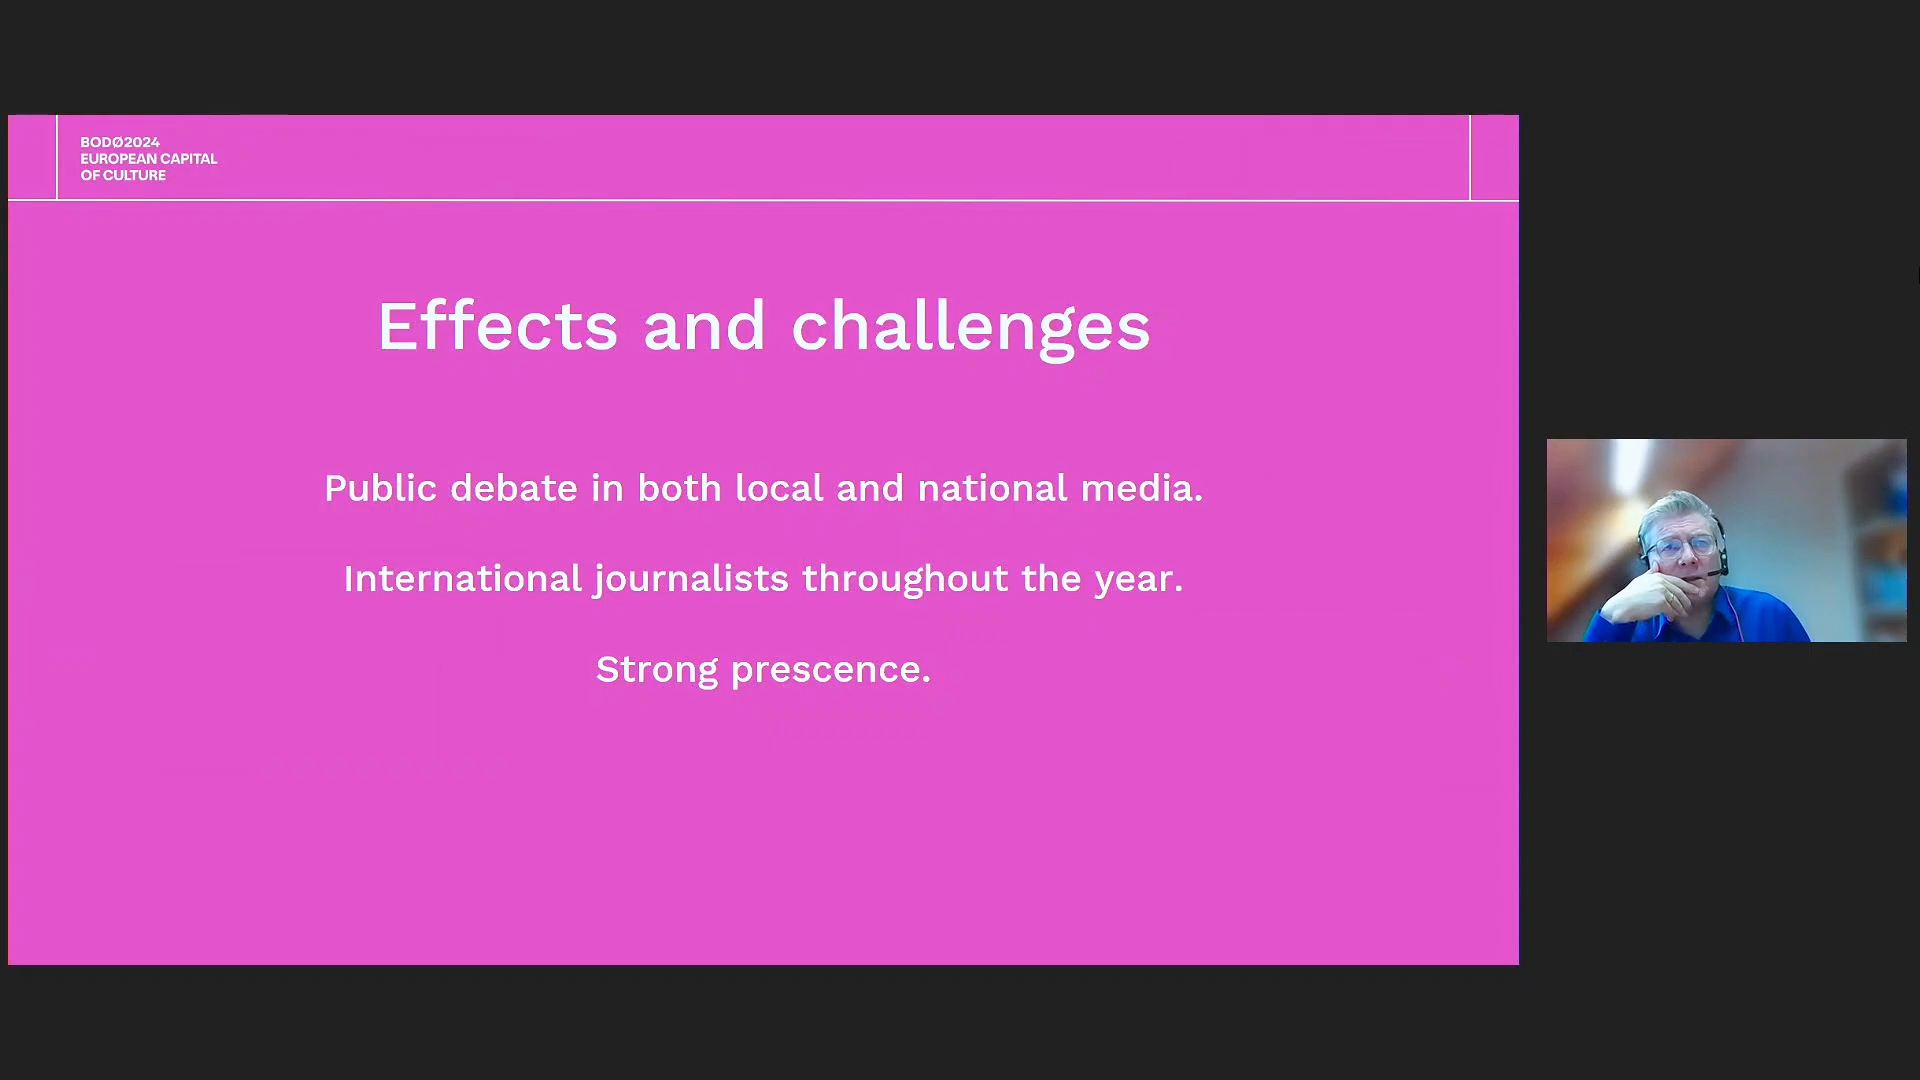 BODØ2024
EUROPEAN CAPITAL
OF CULTURE
Effects and challenges
Public debate in both local and national media.
International journalists throughout the year.
Strong prescence.